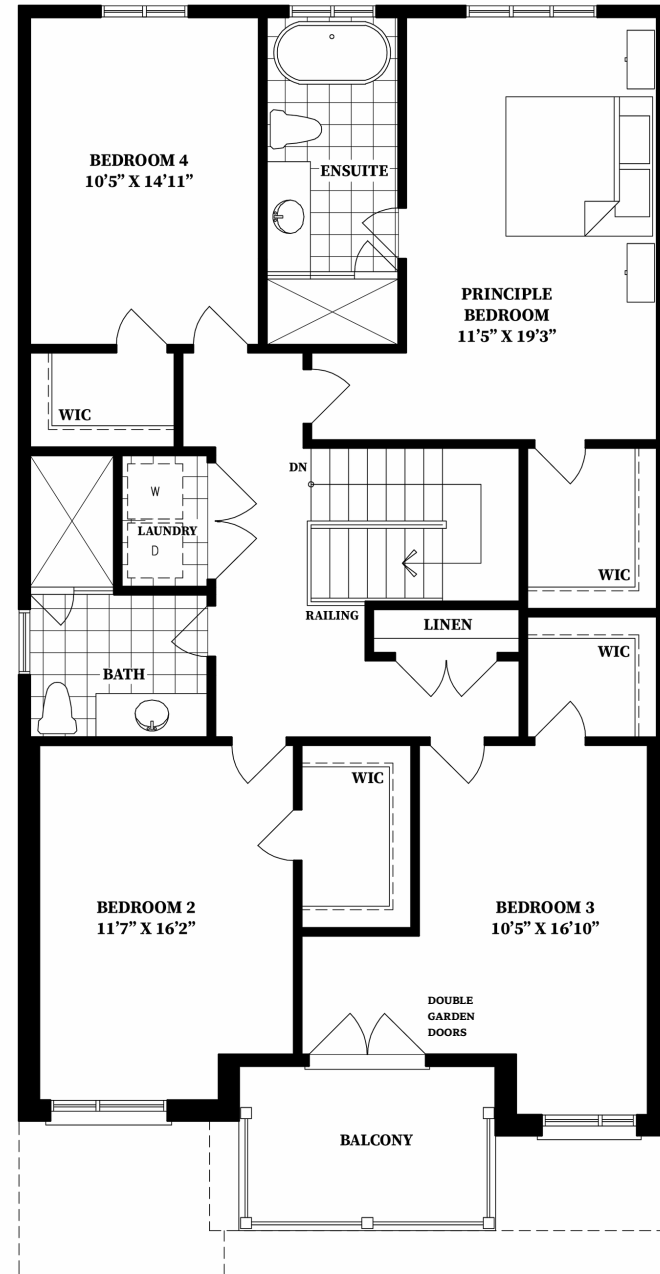 BEDROOM 4
10’5” X 14’11”
ENSUITE
PRINCIPLE
BEDROOM
11’5” X 19’3”
WIC
DN
W
LAUNDRY
D
WIC
RAILING
LINEN
WIC
BATH
WIC
BEDROOM 2
11’7” X 16’2”
BEDROOM 3
10’5” X 16’10”
DOUBLE
GARDEN
DOORS
BALCONY